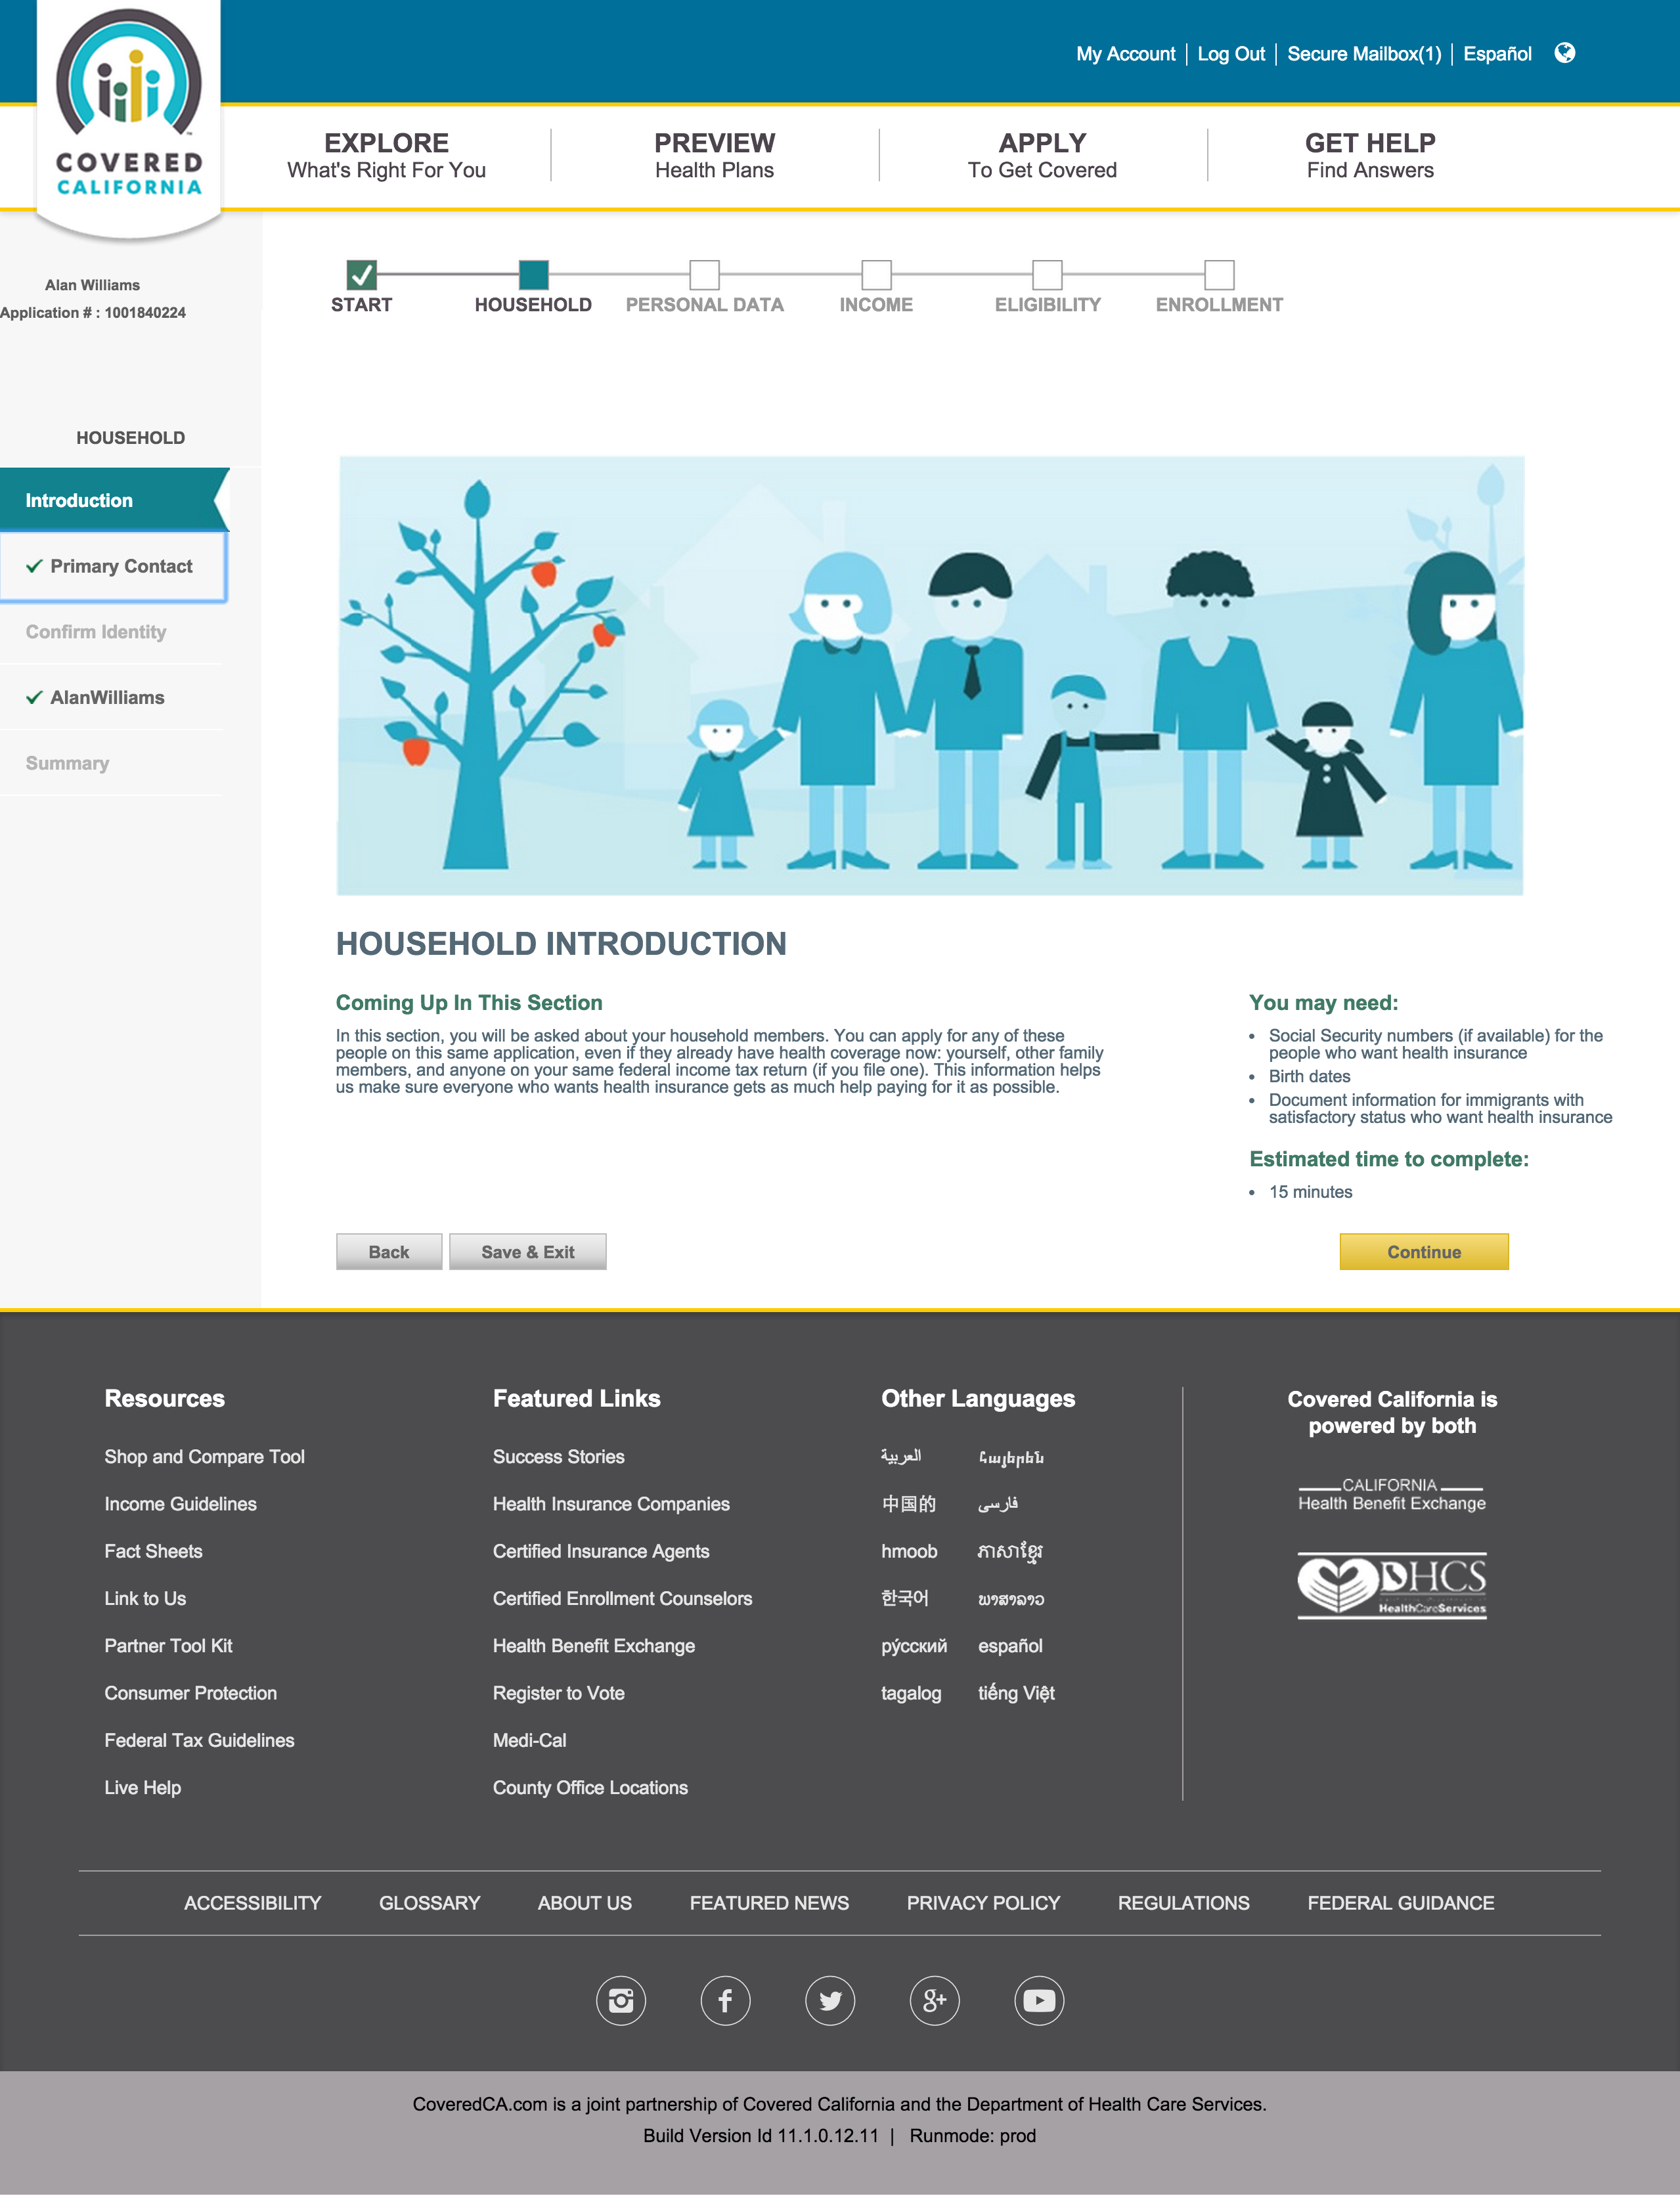 My Account | Log Out | Secure Mailbox(1) | Español
COVERED
CALIFORNIA
EXPLORE
What's Right For You
PREVIEW
Health Plans
APPLY
To Get Covered
GET HELP
Find Answers
Alan Williams
Application # : 1001840224
START
HOUSEHOLD
PERSONAL DATA
INCOME
ELIGIBILITY
ENROLLMENT
HOUSEHOLD
Introduction
Primary Contact
Confirm Identity
AlanWilliams
Summary
HOUSEHOLD INTRODUCTION
Coming Up In This Section
In this section, you will be asked about your household members. You can apply for any of these
people on this same application, even if they already have health coverage now: yourself, other family
members, and anyone on your same federal income tax return (if you file one). This information helps
us make sure everyone who wants health insurance gets as much help paying for it as possible.
You may need:
• Social Security numbers (if available) for the
people who want health insurance
• Birth dates
• Document information for immigrants with
satisfactory status who want health insurance
Estimated time to complete:
• 15 minutes
Back
Save & Exit
Continue
Resources
Shop and Compare Tool
Income Guidelines
Fact Sheets
Link to Us
Partner Tool Kit
Consumer Protection
Federal Tax Guidelines
Live Help
Featured Links
Success Stories
Health Insurance Companies
Certified Insurance Agents
Certified Enrollment Counselors
Health Benefit Exchange
Register to Vote
Medi-Cal
County Office Locations
Other Languages
العربية
Հայերեն
中国的
فارسی
hmoob
ភាសាខ្មែរ
한국어
ພາສາລາວ
ру́сский
español
tagalog
tiếng Việt
Covered California is
powered by both
CALIFORNIA
Health Benefit Exchange
DHCS
HealthCareServices
ACCESSIBILITY
GLOSSARY
ABOUT US
FEATURED NEWS
PRIVACY POLICY
REGULATIONS
FEDERAL GUIDANCE
CoveredCA.com is a joint partnership of Covered California and the Department of Health Care Services.
Build Version Id 11.1.0.12.11 | Runmode: prod